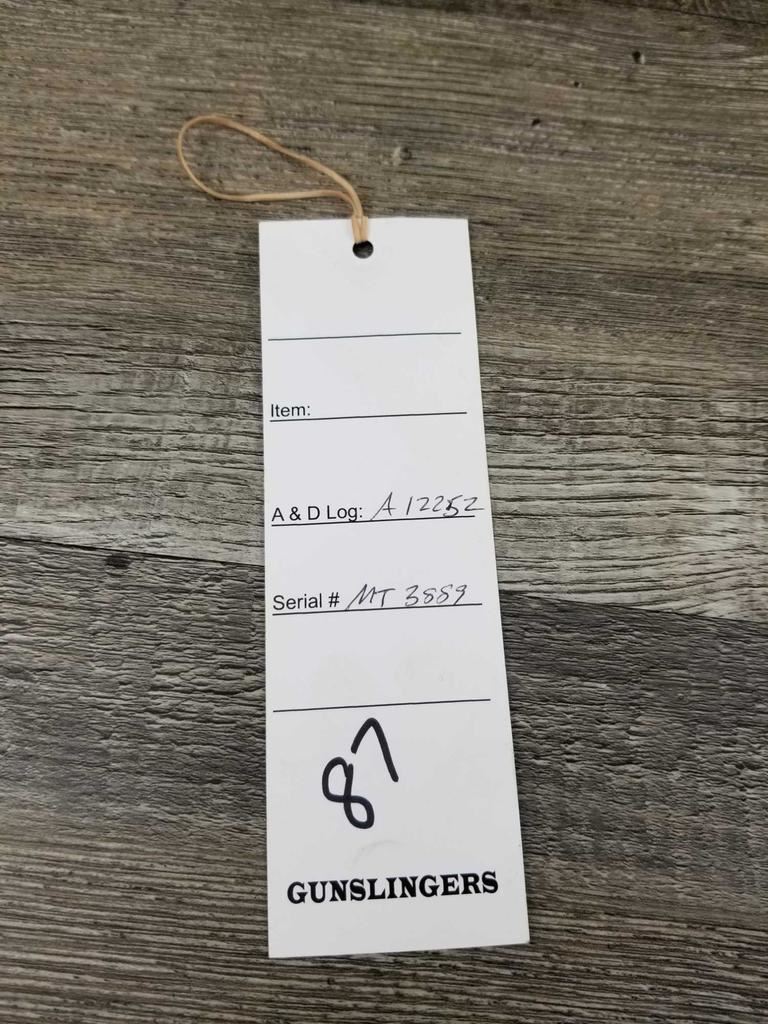 Item:
A & D Log: A 12252
Serial # MT 3889
87
GUNSLINGERS